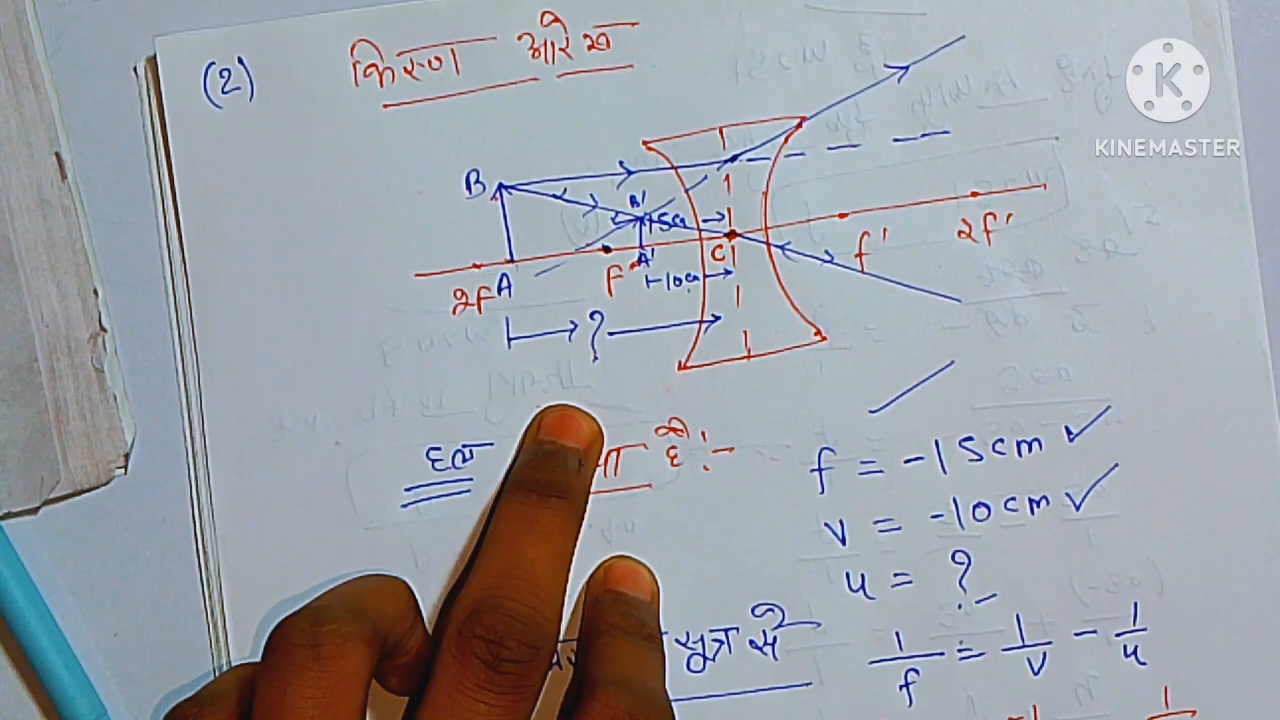 (2) किरण आरेख
KINEMASTER
B
B'
15cm
A'
C
F
f'
2f'
2F A
-10cm
?
हल
है:-
f = -15cm ✓
v = -10cm ✓
u = ?
सूत्र से
1/f = 1/v - 1/u